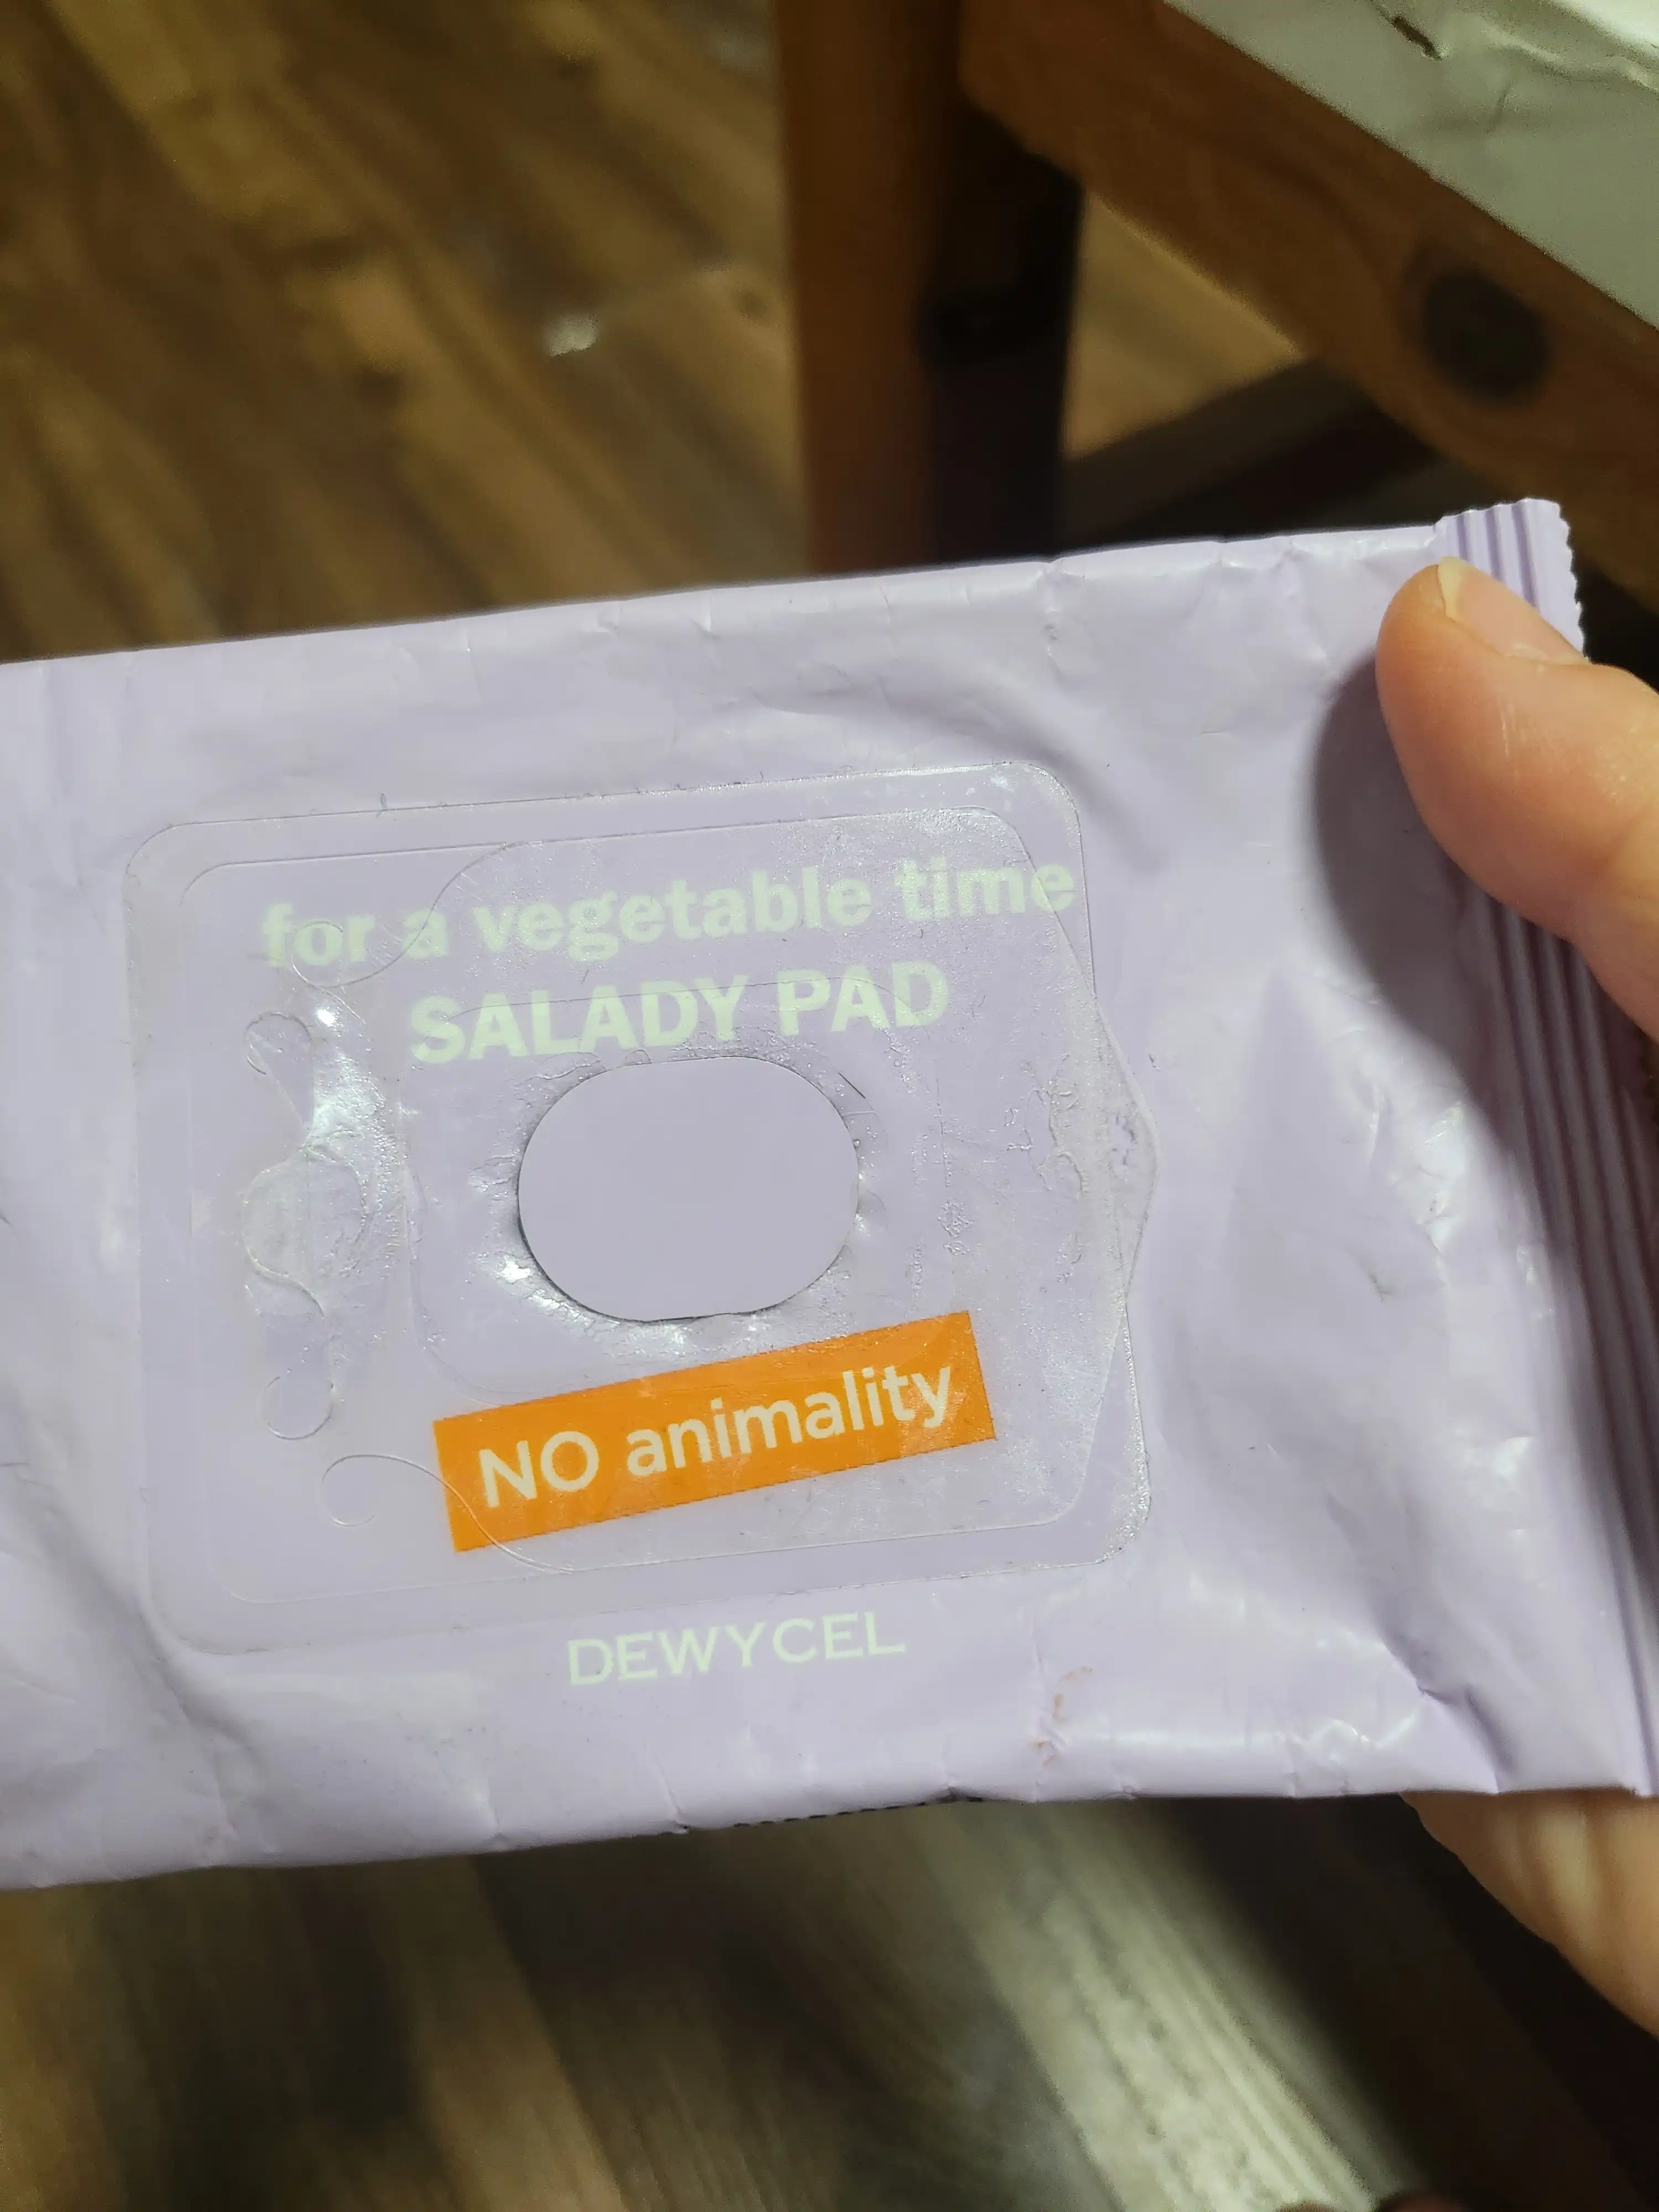 for a vegetable time
SALADY PAD
NO animality
DEWYCEL